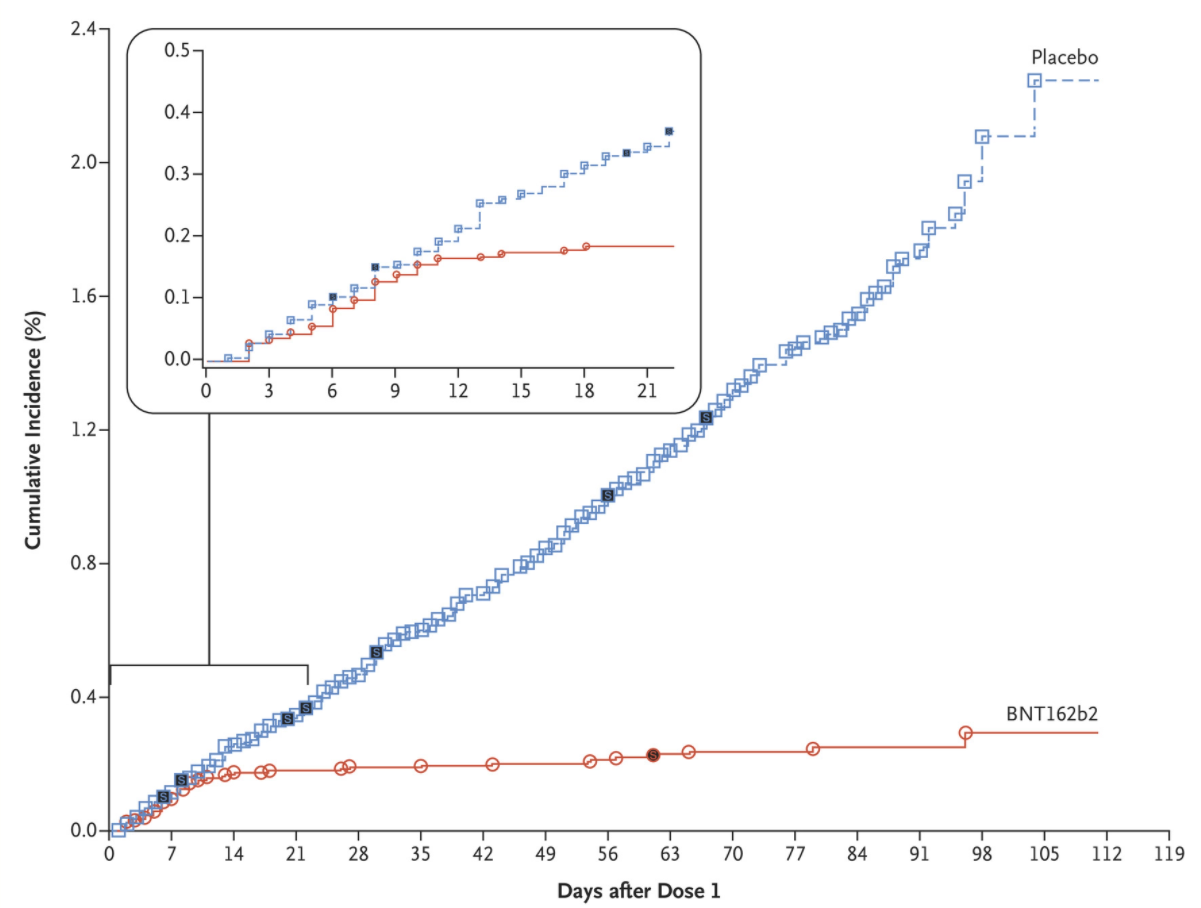 2.4
2.0
1.6
1.2
0.8
0.4
0.0
Cumulative Incidence (%)
0.5
0.4
0.3
0.2
0.1
0.0
0 3 6 9 12 15 18 21
Placebo
BNT162b2
S S S S S S S S
0 7 14 21 28 35 42 49 56 63 70 77 84 91 98 105 112 119
Days after Dose 1